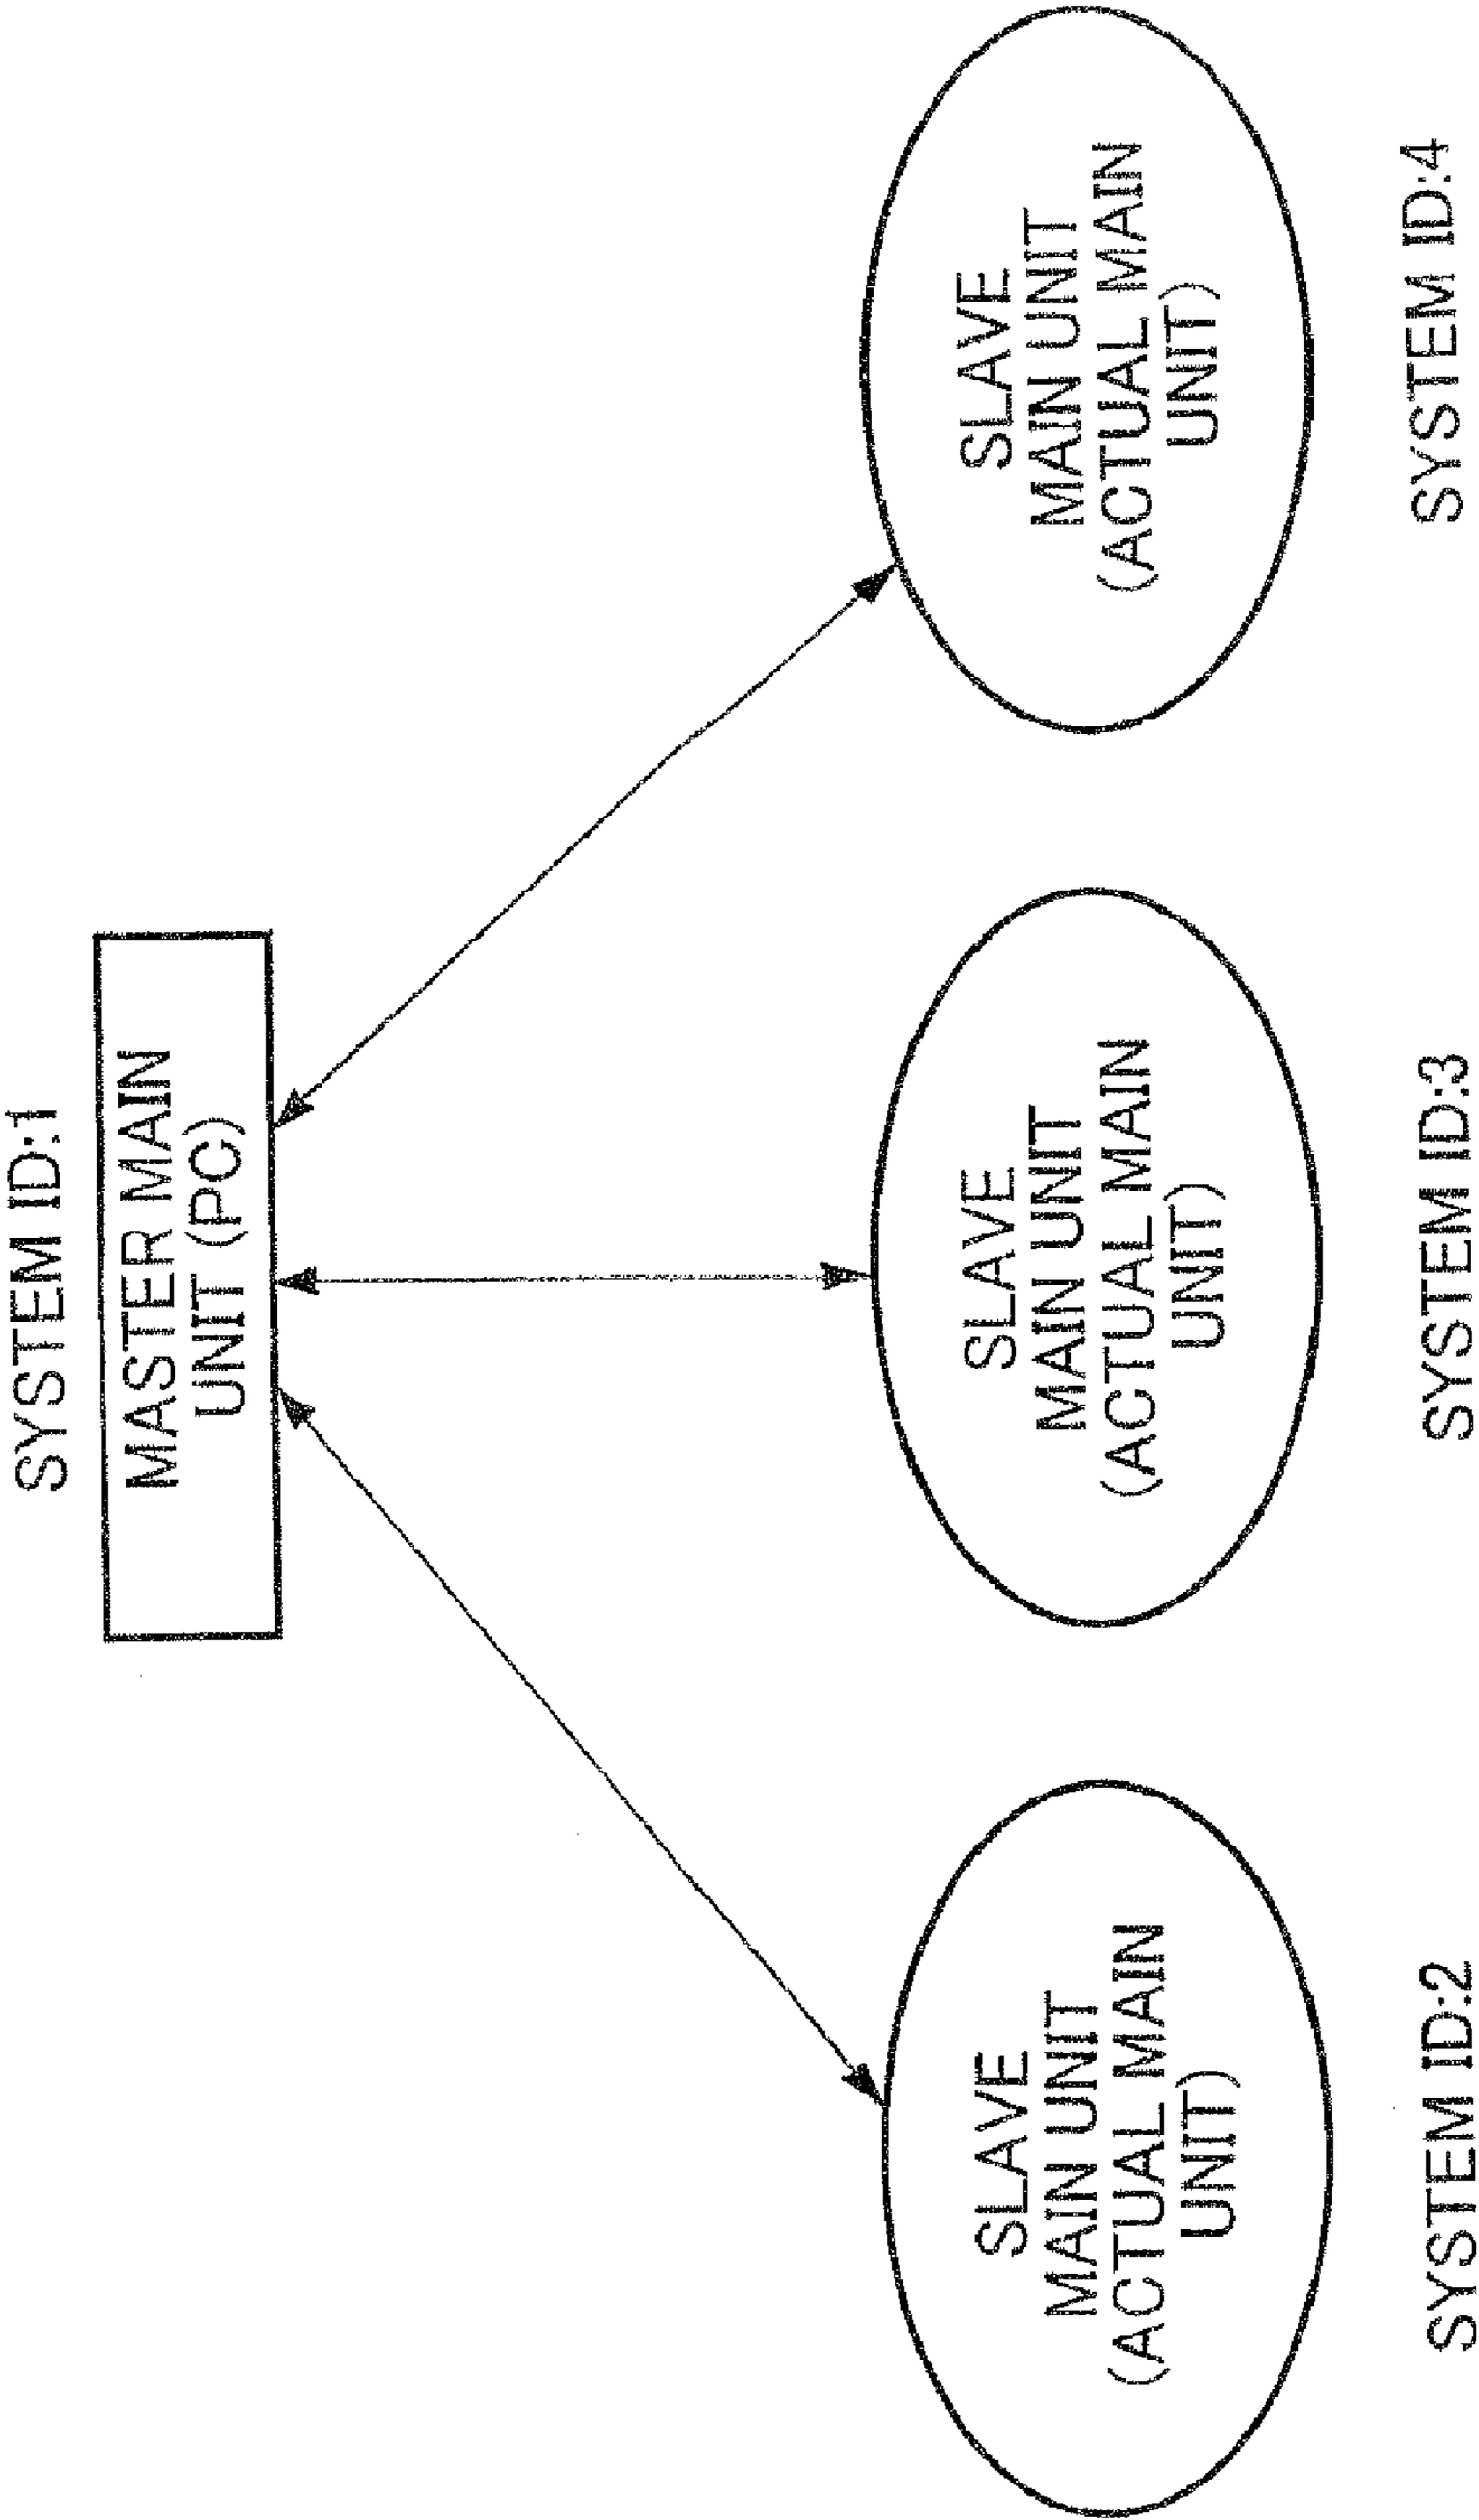 SYSTEM ID:1
MASTER MAIN
UNIT (PC)
SLAVE
MAIN UNIT
(ACTUAL MAIN
UNIT)
SYSTEM ID:2
SLAVE
MAIN UNIT
(ACTUAL MAIN
UNIT)
SYSTEM ID:3
SLAVE
MAIN UNIT
(ACTUAL MAIN
UNIT)
SYSTEM ID:4